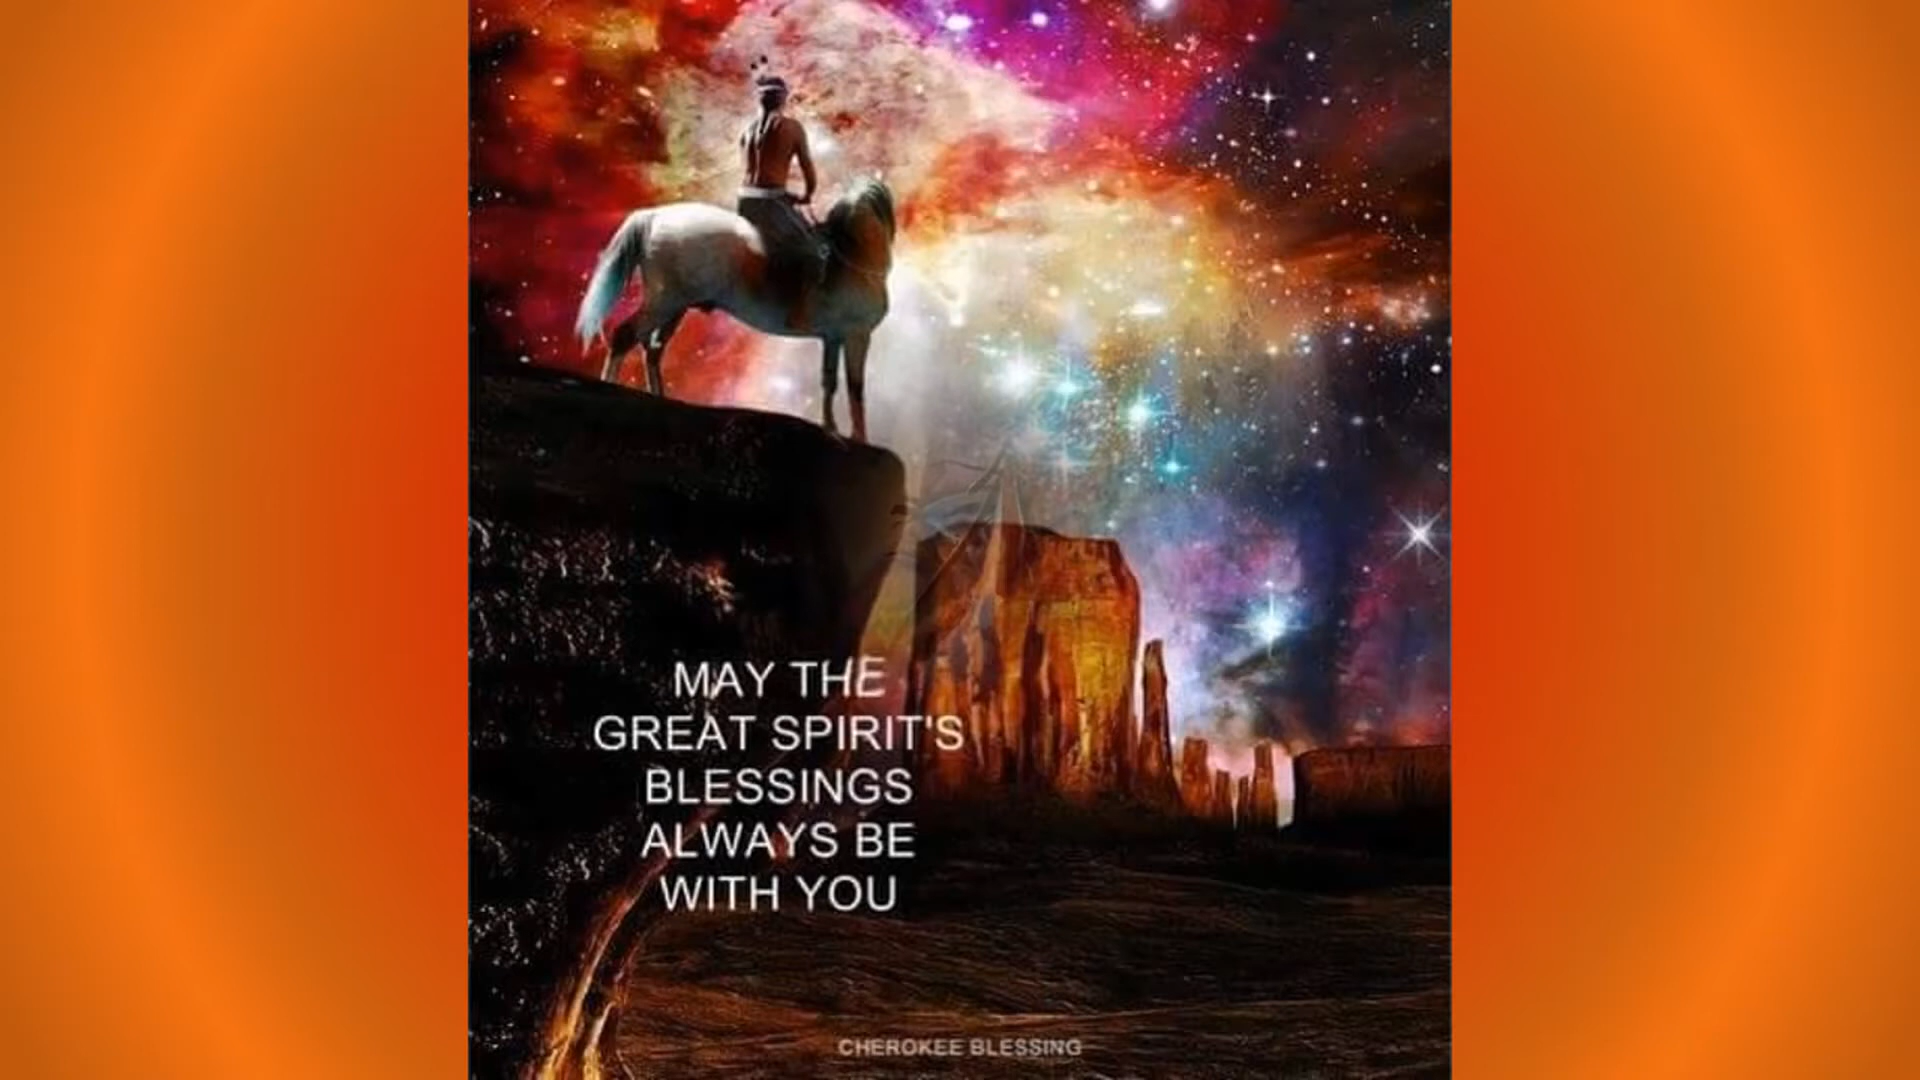 MAY THE
GREAT SPIRIT'S
BLESSINGS
ALWAYS BE
WITH YOU
CHEROKEE BLESSING